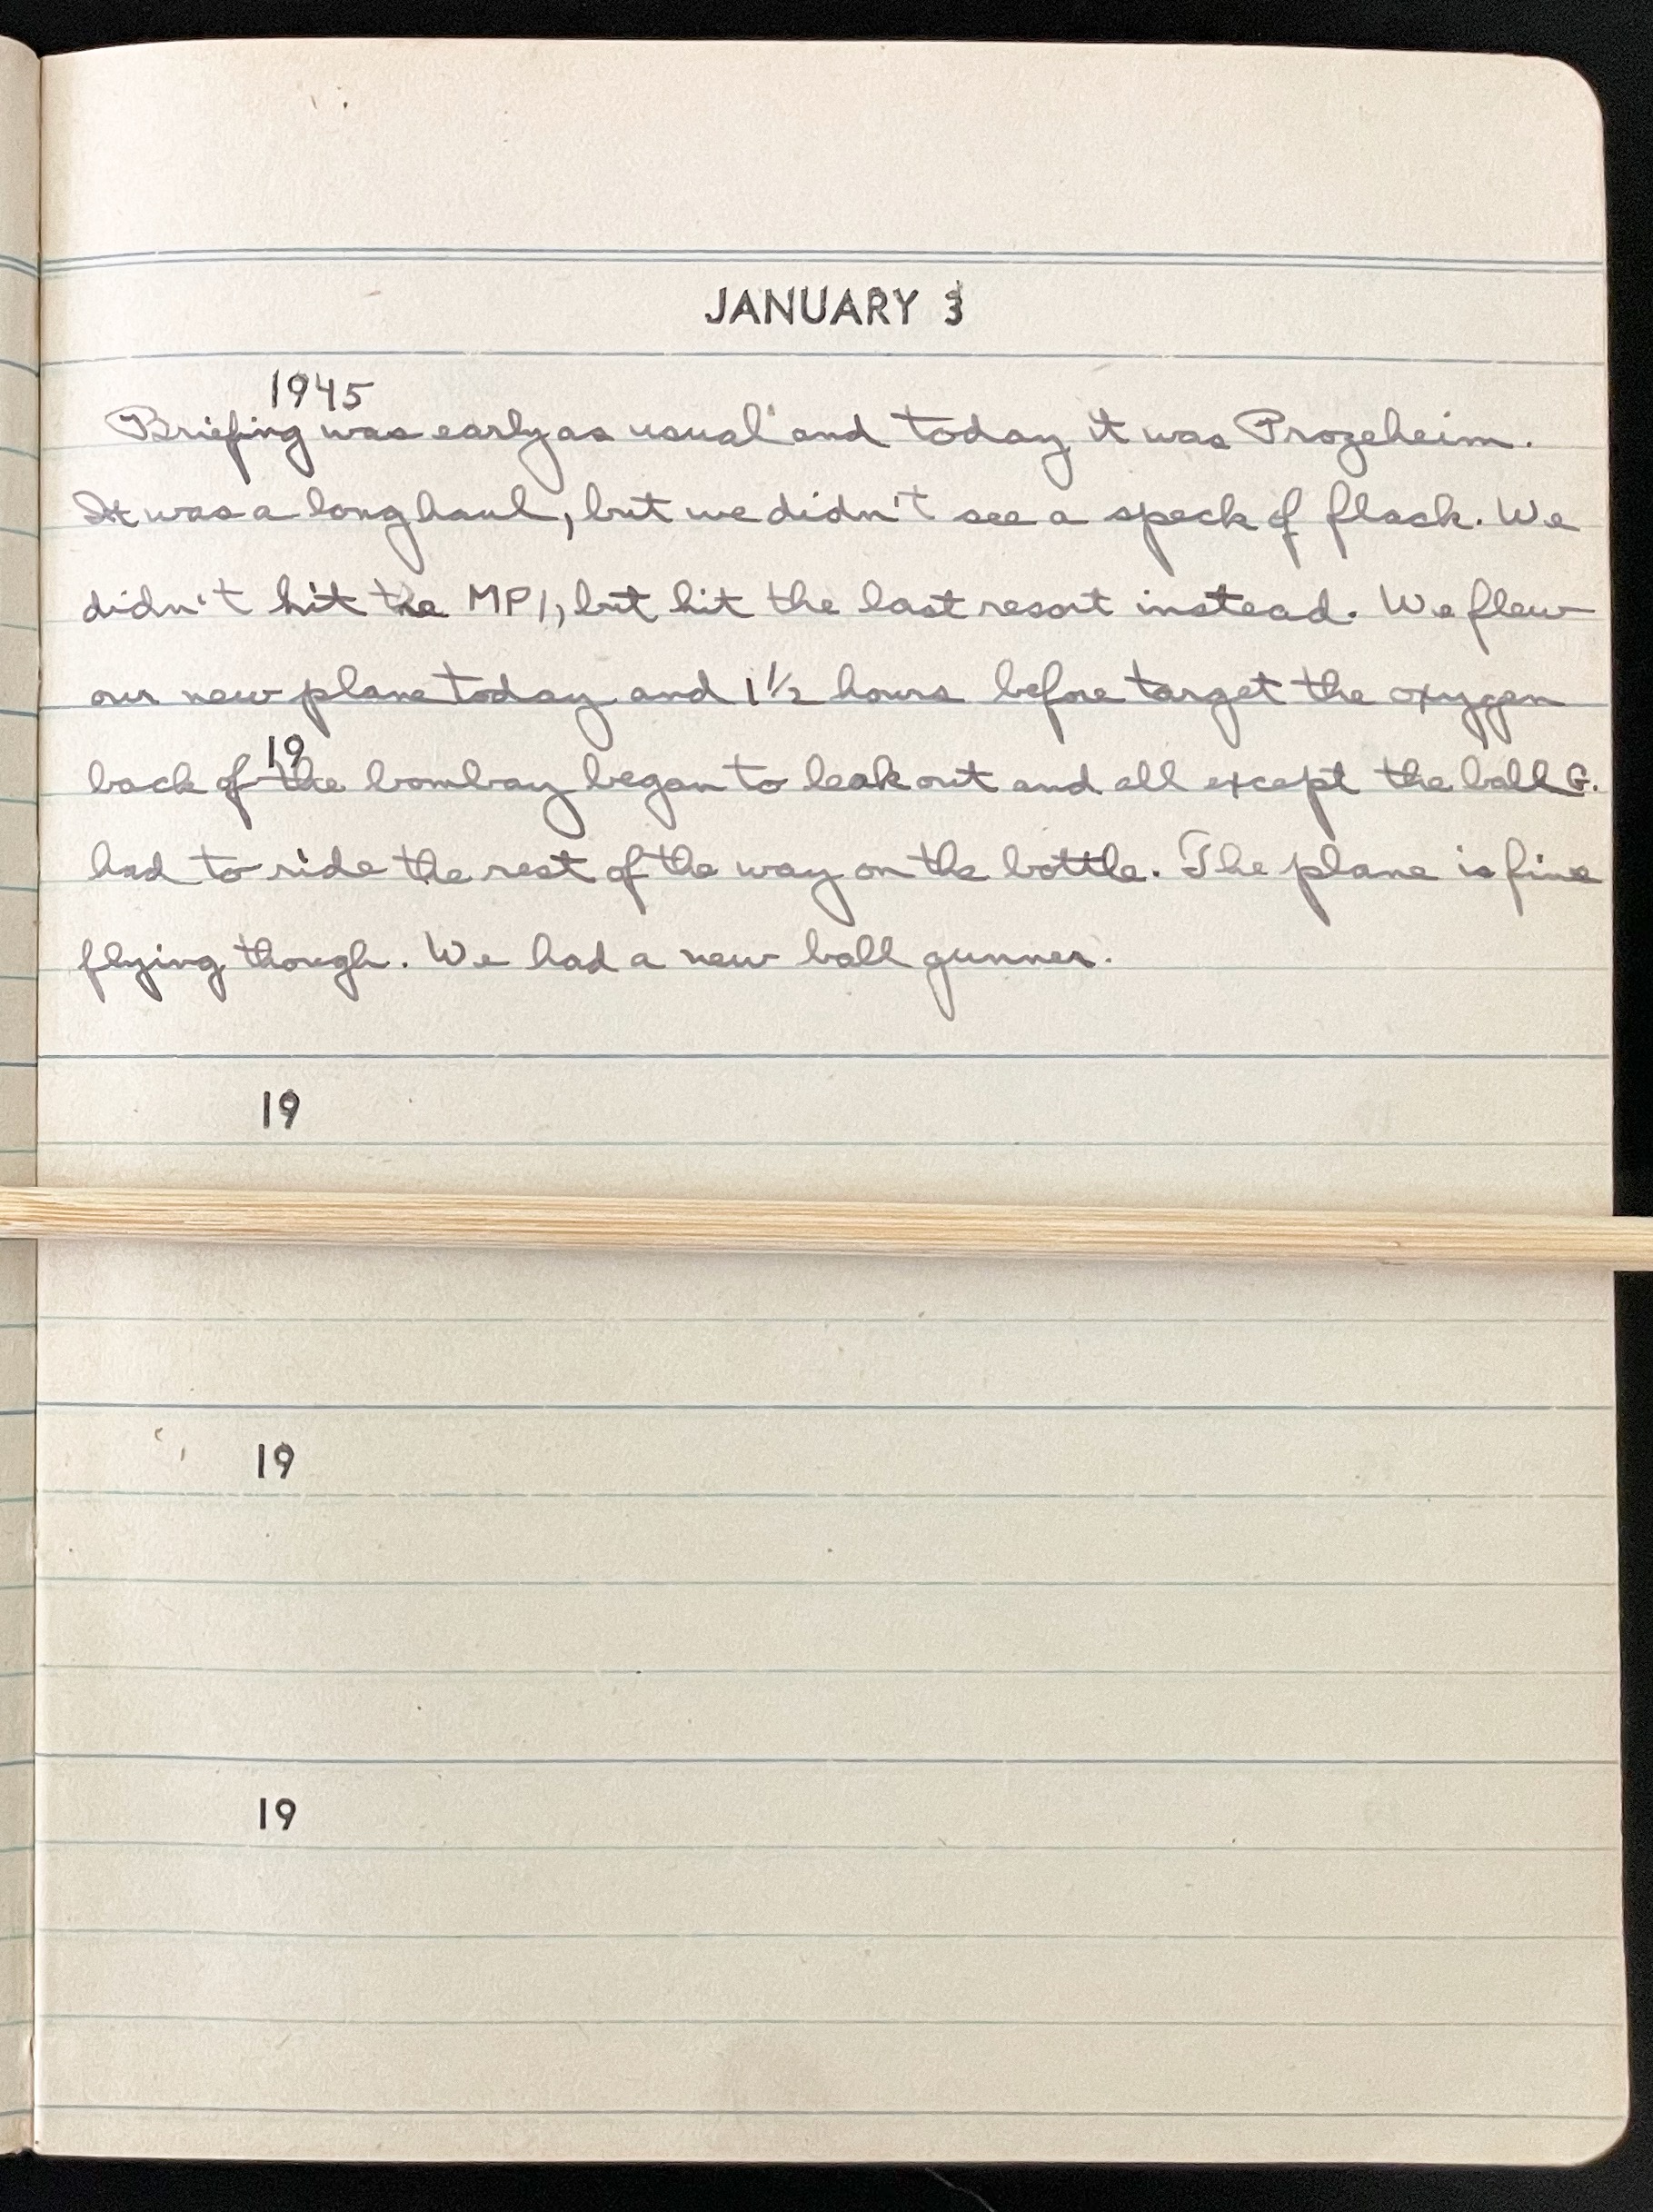 JANUARY 3
1945
Briefing was early as usual and today it was Prozeheim.
It was a long haul, but we didn't see a speck of flack. We
didn't hit the MPI, but hit the last resort instead. We flew
our new plane today and 1 1/2 hours before target the oxygen
19
back of the bombay began to leak out and all except the ball G.
had to ride the rest of the way on the bottle. The plane is fine
flying though. We had a new ball gunner.
19
19
19